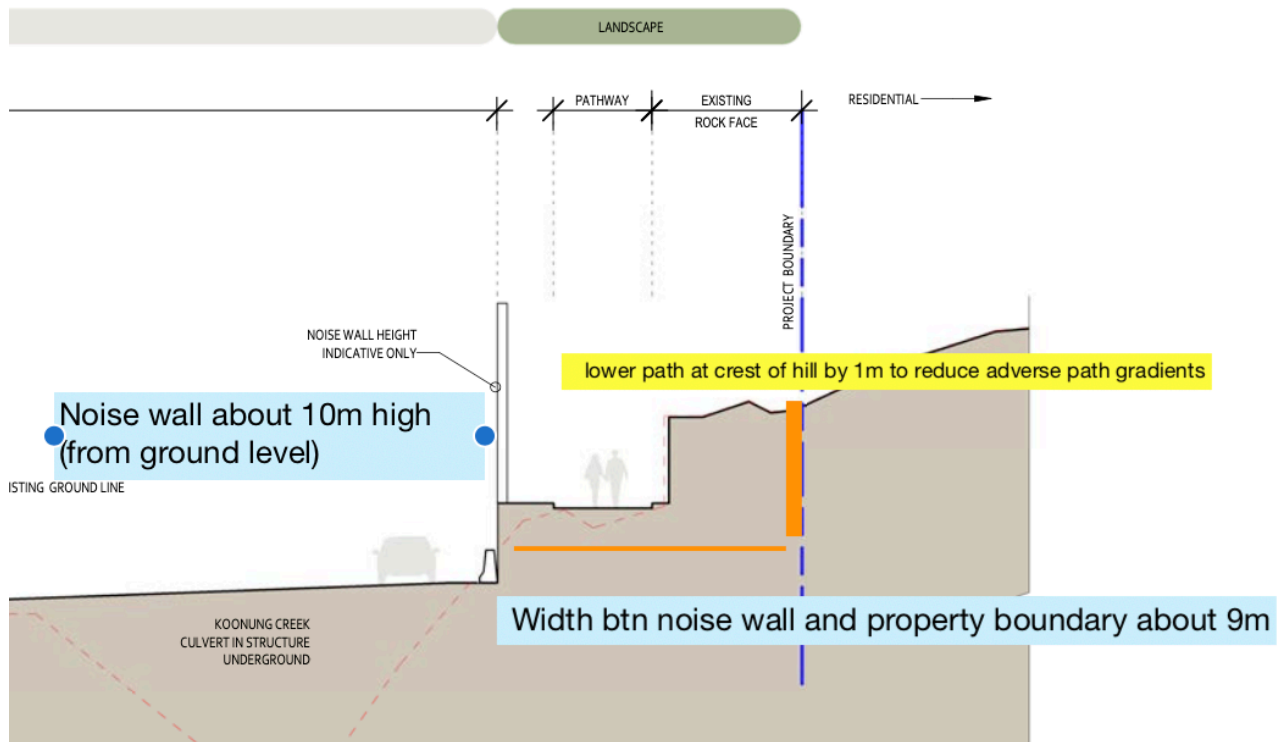 LANDSCAPE
PATHWAY
EXISTING
ROCK FACE
RESIDENTIAL
PROJECT BOUNDARY
NOISE WALL HEIGHT
INDICATIVE ONLY
lower path at crest of hill by 1m to reduce adverse path gradients
Noise wall about 10m high
(from ground level)
ISTING GROUND LINE
Width btn noise wall and property boundary about 9m
KOONUNG CREEK
CULVERT IN STRUCTURE
UNDERGROUND